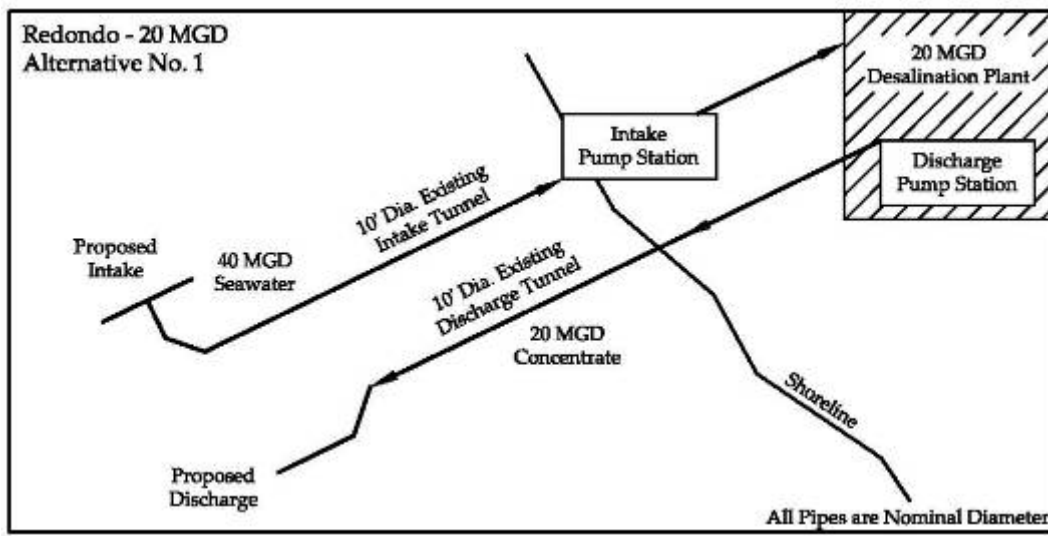 Redondo - 20 MGD
Alternative No. 1
20 MGD
Desalination Plant
Intake
Pump Station
Discharge
Pump Station
10' Dia. Existing
Intake Tunnel
Proposed
Intake
40 MGD
Seawater
10' Dia. Existing
Discharge Tunnel
20 MGD
Concentrate
Shoreline
Proposed
Discharge
All Pipes are Nominal Diameter